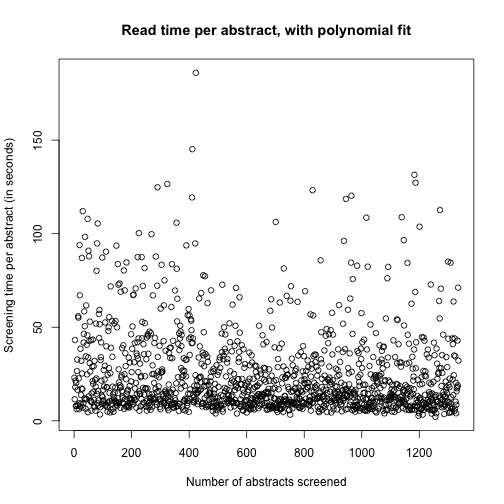 Read time per abstract, with polynomial fit
Screening time per abstract (in seconds)
150
100
50
0
0 200 400 600 800 1000 1200
Number of abstracts screened